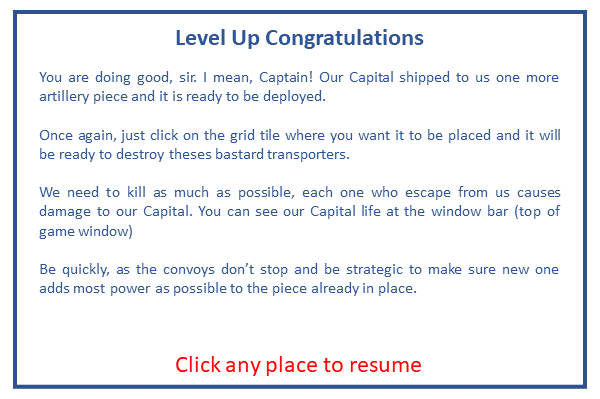 Level Up Congratulations
You are doing good, sir. I mean, Captain! Our Capital shipped to us one more
artillery piece and it is ready to be deployed.
Once again, just click on the grid tile where you want it to be placed and it will
be ready to destroy theses bastard transporters.
We need to kill as much as possible, each one who escape from us causes
damage to our Capital. You can see our Capital life at the window bar (top of
game window)
Be quickly, as the convoys don’t stop and be strategic to make sure new one
adds most power as possible to the piece already in place.
Click any place to resume